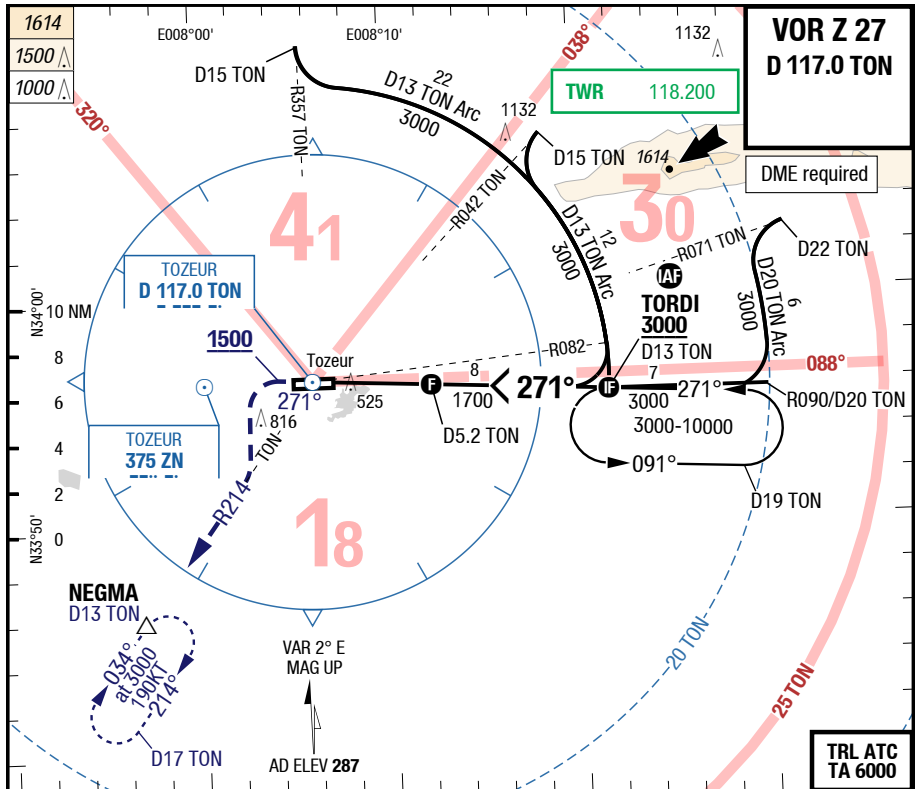 1614
1500
1000
E008°00'
E008°10'
1132
VOR Z 27
D 117.0 TON
DME required
TWR 118.200
D15 TON
R357 TON
22
D13 TON Arc
3000
038°
1132
320°
D15 TON
1614
R042 TON
41
30
12
D13 TON Arc
3000
R071 TON
D22 TON
IAF
TORDI
3000
D13 TON
6
D20 TON Arc
3000
TOZEUR
D 117.0 TON
N34°00'
10 NM
8
6
4
2
0
N33°50'
1500
Tozeur
R082
088°
271°
525
8
1700
F
D5.2 TON
271°
IF
7
3000
271°
3000-10000
R090/D20 TON
091°
D19 TON
816
TON
R214
TOZEUR
375 ZN
18
NEGMA
D13 TON
034°
at 3000
190KT
214°
D17 TON
VAR 2° E
MAG UP
AD ELEV 287
20 TON
25 TON
TRL ATC
TA 6000